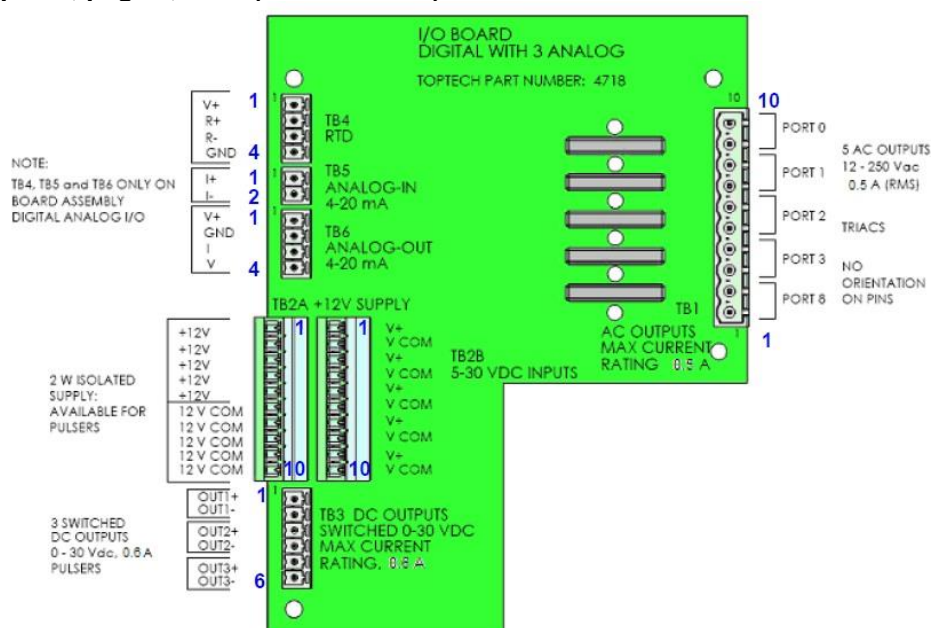 I/O BOARD
DIGITAL WITH 3 ANALOG
TOPTECH PART NUMBER: 4718
NOTE:
TB4, TB5 and TB6 ONLY ON
BOARD ASSEMBLY
DIGITAL ANALOG I/O
V+
R+
R-
GND
1
4
1
TB4
RTD
I+
I-
1
2
1
TB5
ANALOG-IN
4-20 mA
V+
GND
I
V
1
4
1
TB6
ANALOG-OUT
4-20 mA
10
10
PORT 0
PORT 1
PORT 2
PORT 3
PORT 8
5 AC OUTPUTS
12 - 250 Vac
0.5 A (RMS)
TRIACS
NO
ORIENTATION
ON PINS
TB1
1
1
AC OUTPUTS
MAX CURRENT
RATING 0.5 A
TB2A +12V SUPPLY
2 W ISOLATED
SUPPLY:
AVAILABLE FOR
PULSERS
+12V
+12V
+12V
+12V
+12V
12 V COM
12 V COM
12 V COM
12 V COM
12 V COM
1
10
1
10
V+
V COM
V+
V COM
V+
V COM
V+
V COM
V+
V COM
TB2B
5-30 VDC INPUTS
3 SWITCHED
DC OUTPUTS
0 - 30 Vdc, 0.6 A
PULSERS
OUT1+
OUT1-
OUT2+
OUT2-
OUT3+
OUT3-
1
6
1
TB3 DC OUTPUTS
SWITCHED 0-30 VDC
MAX CURRENT
RATING, 0.6 A